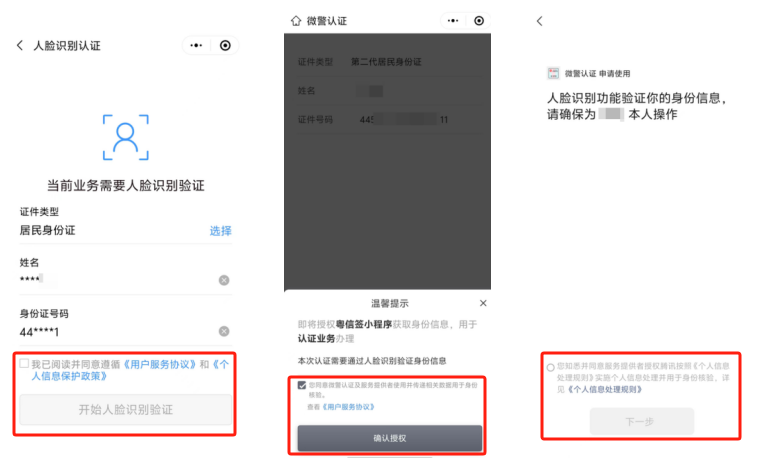 人脸识别认证
当前业务需要人脸识别验证
证件类型
居民身份证
选择
姓名
****
身份证号码
44****1
我已阅读并同意遵循《用户服务协议》和《个
人信息保护政策》
开始人脸识别验证
微警认证
证件类型 第二代居民身份证
姓名
证件号码 445 11
温馨提示
即将授权粤信签小程序获取身份信息，用于
认证业务办理
本次认证需要通过人脸识别验证身份信息
您同意微警认证及服务提供者使用并传递相关数据用于身份
核验。
查看《用户服务协议》
确认授权
微警认证 申请使用
人脸识别功能验证你的身份信息，
请确保为 本人操作
您知悉并同意服务提供者授权腾讯按照《个人信息
处理规则》实施个人信息处理并用于身份核验，详
见《个人信息处理规则》
下一步